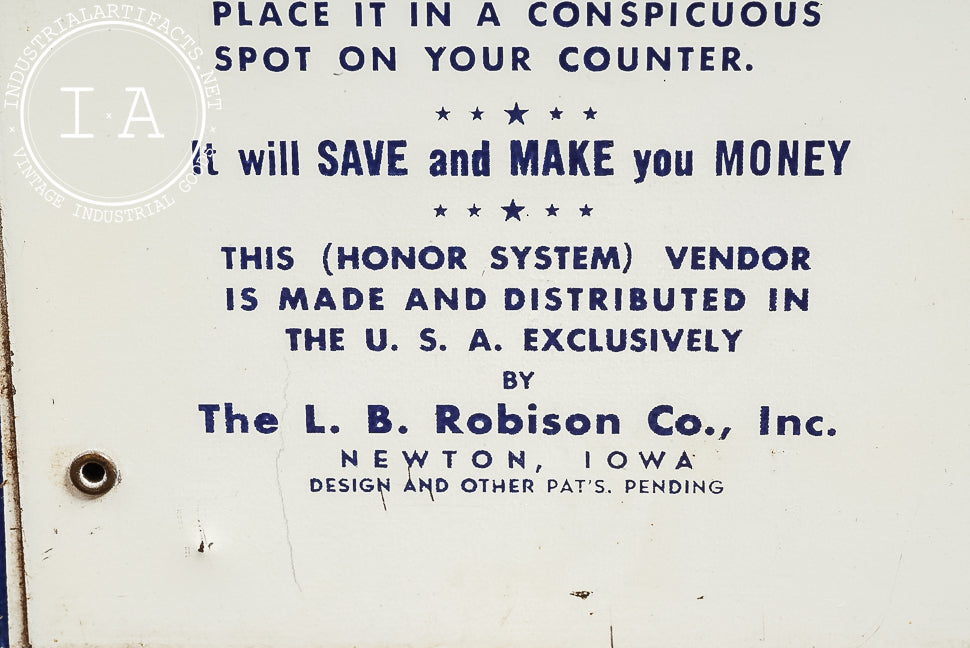 PLACE IT IN A CONSPICUOUS
SPOT ON YOUR COUNTER.
It will SAVE and MAKE you MONEY
THIS (HONOR SYSTEM) VENDOR
IS MADE AND DISTRIBUTED IN
THE U. S. A. EXCLUSIVELY
BY
The L. B. Robison Co., Inc.
NEWTON, IOWA
DESIGN AND OTHER PAT'S. PENDING
INDUSTRIALARTIFACTS.NET
I·A
VINTAGE INDUSTRIAL GOODS